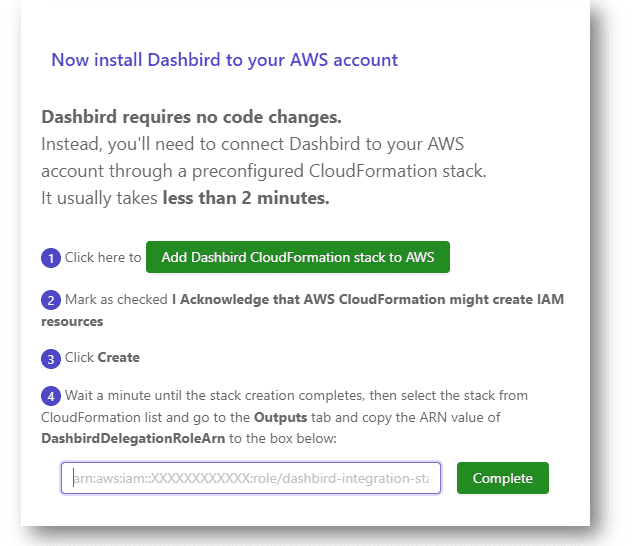 Now install Dashbird to your AWS account
Dashbird requires no code changes.
Instead, you'll need to connect Dashbird to your AWS
account through a preconfigured CloudFormation stack.
It usually takes less than 2 minutes.
1 Click here to Add Dashbird CloudFormation stack to AWS
2 Mark as checked I Acknowledge that AWS CloudFormation might create IAM
resources
3 Click Create
4 Wait a minute until the stack creation completes, then select the stack from
CloudFormation list and go to the Outputs tab and copy the ARN value of
DashbirdDelegationRoleArn to the box below:
arn:aws:iam::XXXXXXXXXXXX:role/dashbird-integration-sta Complete